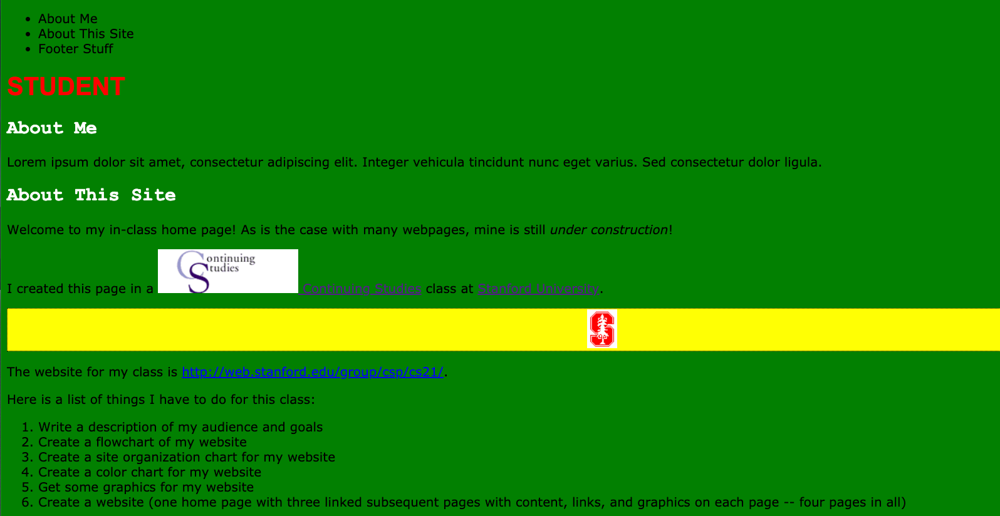 • About Me
• About This Site
• Footer Stuff
STUDENT
About Me
Lorem ipsum dolor sit amet, consectetur adipiscing elit. Integer vehicula tincidunt nunc eget varius. Sed consectetur dolor ligula.
About This Site
Welcome to my in-class home page! As is the case with many webpages, mine is still under construction!
Continuing
Studies
I created this page in a Continuing Studies class at Stanford University.
S
The website for my class is http://web.stanford.edu/group/csp/cs21/.
Here is a list of things I have to do for this class:
1. Write a description of my audience and goals
2. Create a flowchart of my website
3. Create a site organization chart for my website
4. Create a color chart for my website
5. Get some graphics for my website
6. Create a website (one home page with three linked subsequent pages with content, links, and graphics on each page -- four pages in all)